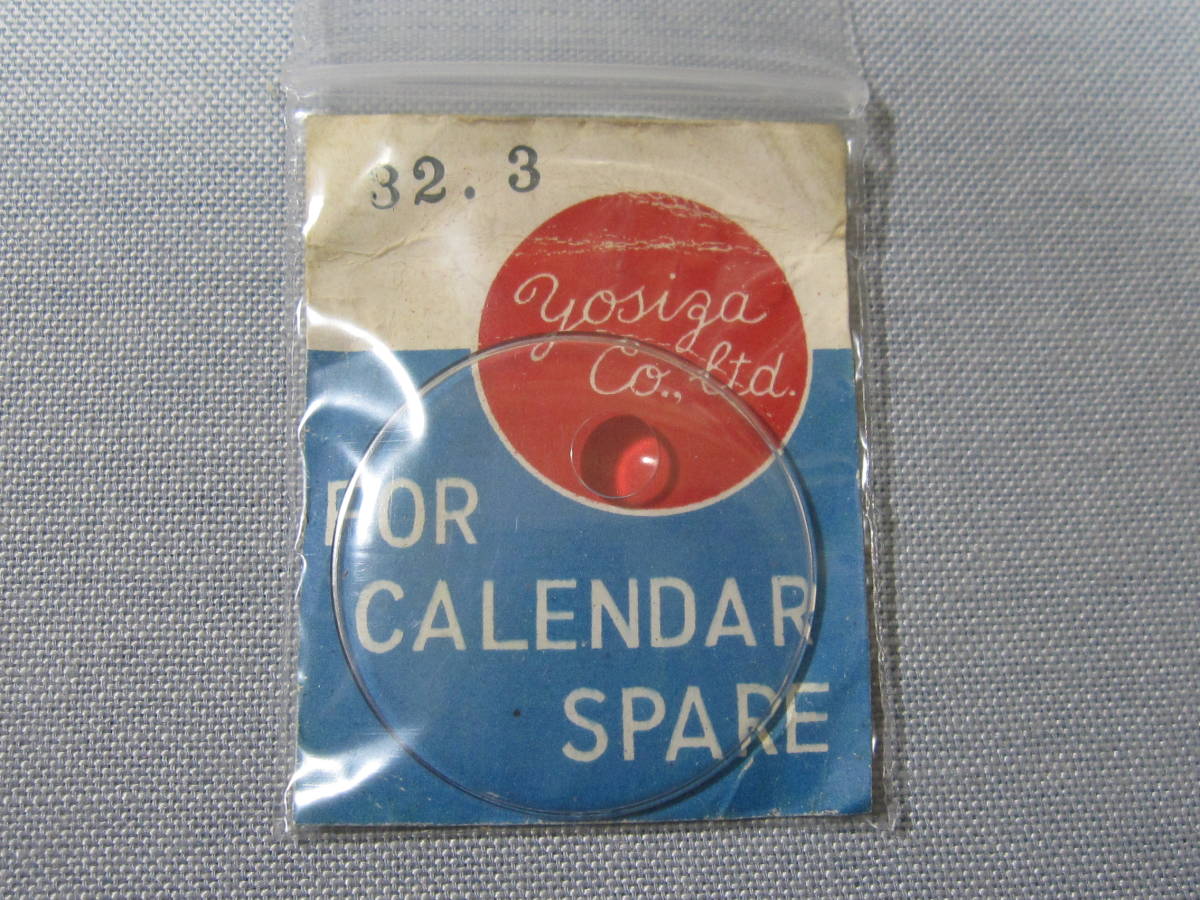 32.3
Yosiza
Co., Ltd.
FOR
CALENDAR
SPARE